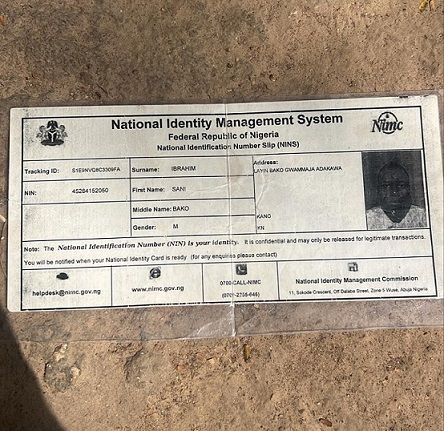 National Identity Management System
Federal Republic of Nigeria
National Identification Number Slip (NINS)
Nimc
Tracking ID:
Surname: IBRAHIM
Address:
LAYIN BAKO GWAMMAJA ADAKAWA
NIN: 45284152050
First Name: SANI
Middle Name: BAKO
KANO
Gender: M
KN
Note: The National Identification Number (NIN) is your identity. It is confidential and may only be released for legitimate transactions.
You will be notified when your National Identity Card is ready (for any enquiries please contact)
helpdesk@nimc.gov.ng
www.nimc.gov.ng
0700-CALL-NIMC
(0700-2255-646)
National Identity Management Commission
11, Sokode Crescent, Off Dalaba Street, Zone 5 Wuse, Abuja Nigeria